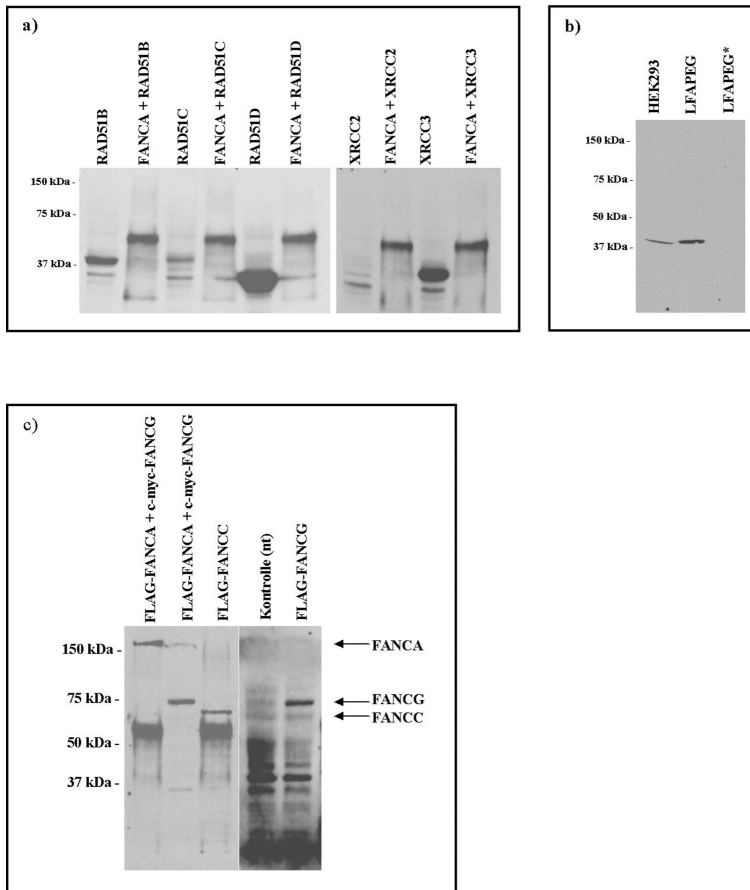 a)
RAD51B
FANCA + RAD51B
RAD51C
FANCA + RAD51C
RAD51D
FANCA + RAD51D
XRCC2
FANCA + XRCC2
XRCC3
FANCA + XRCC3
150 kDa -
75 kDa -
37 kDa -
b)
HEK293
LFAPEG
LFAPEG*
150 kDa -
75 kDa -
50 kDa -
37 kDa -
c)
FLAG-FANCA + c-myc-FANCG
FLAG-FANCA + c-myc-FANCG
FLAG-FANCC
Kontrolle (nt)
FLAG-FANCG
150 kDa -
75 kDa -
50 kDa -
37 kDa -
FANCA
FANCG
FANCC